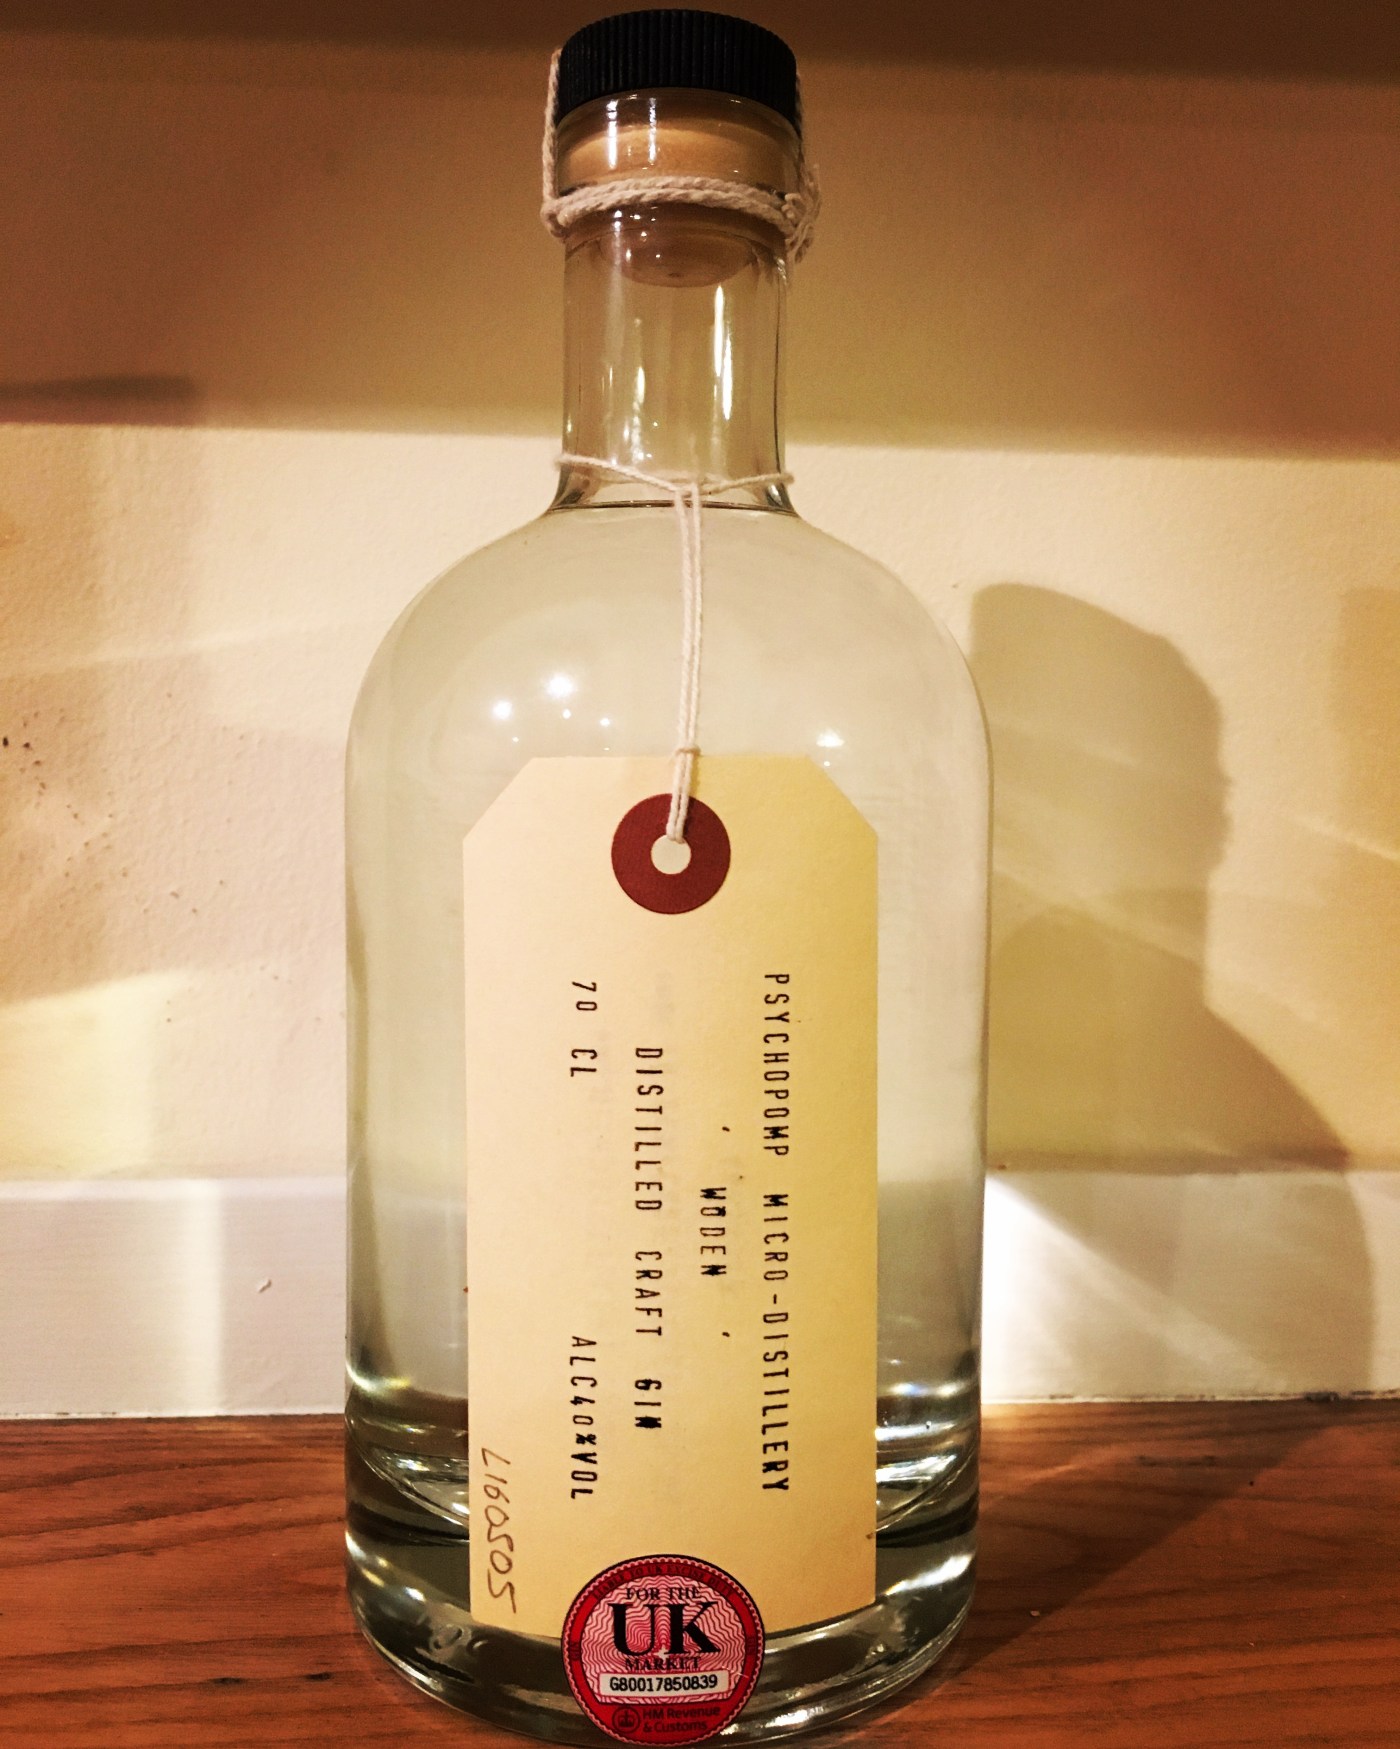 PSYCHOPOMP MICRO-DISTILLERY
' WODEN '
DISTILLED CRAFT GIN
70 CL ALC40%VOL
L160505
FOR THE
UK
MARKET
G80017850839
HM Revenue
& Customs